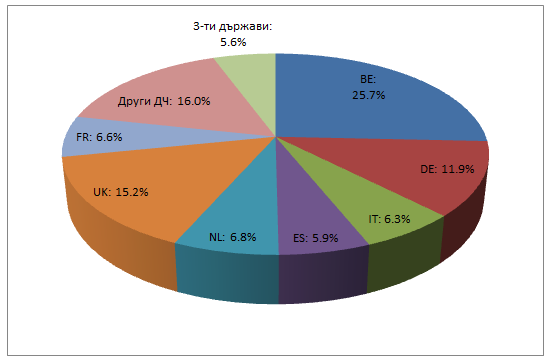 3-ти държави:
5.6%
BE:
25.7%
Други ДЧ: 16.0%
FR: 6.6%
DE: 11.9%
UK: 15.2%
IT: 6.3%
NL: 6.8%
ES: 5.9%